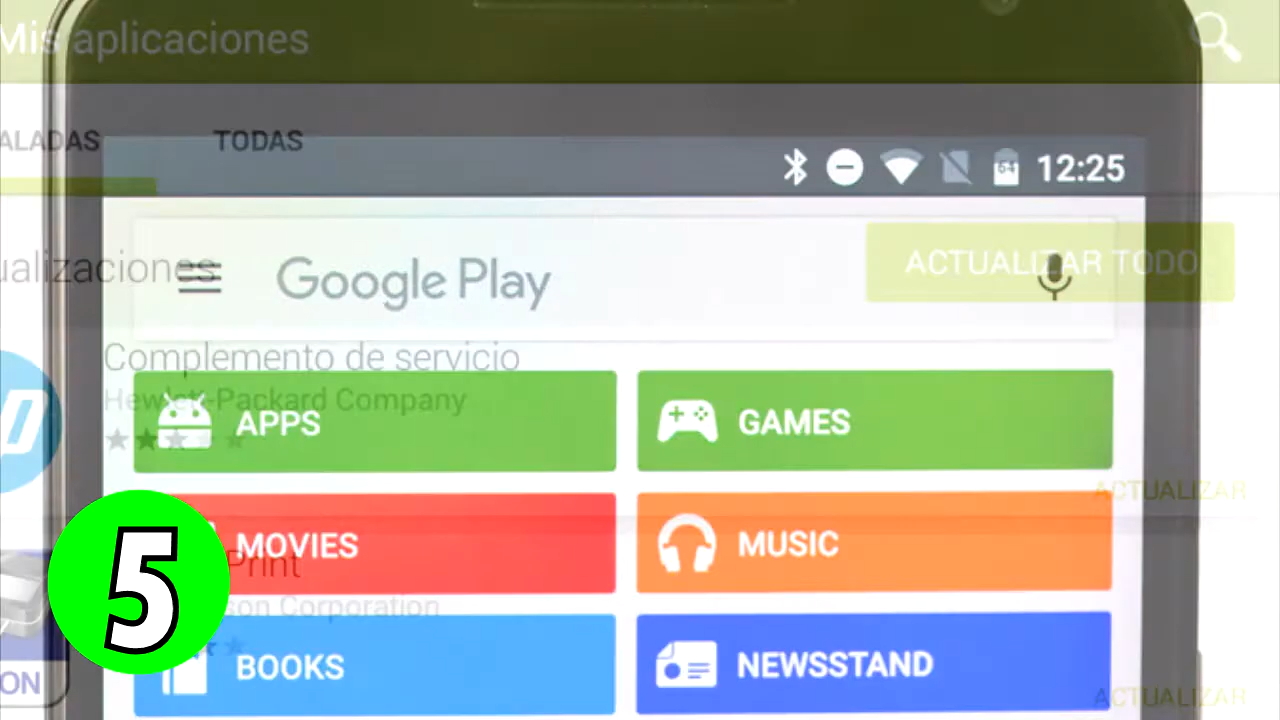 Mis aplicaciones
ALADAS TODAS
12:25
ualizaciones
Google Play
ACTUALIZAR TODO
Complemento de servicio
Hewlett-Packard Company
APPS
GAMES
ACTUALIZAR
MOVIES
MUSIC
Print
son Corporation
5
BOOKS
NEWSSTAND
ON
ACTUALIZAR